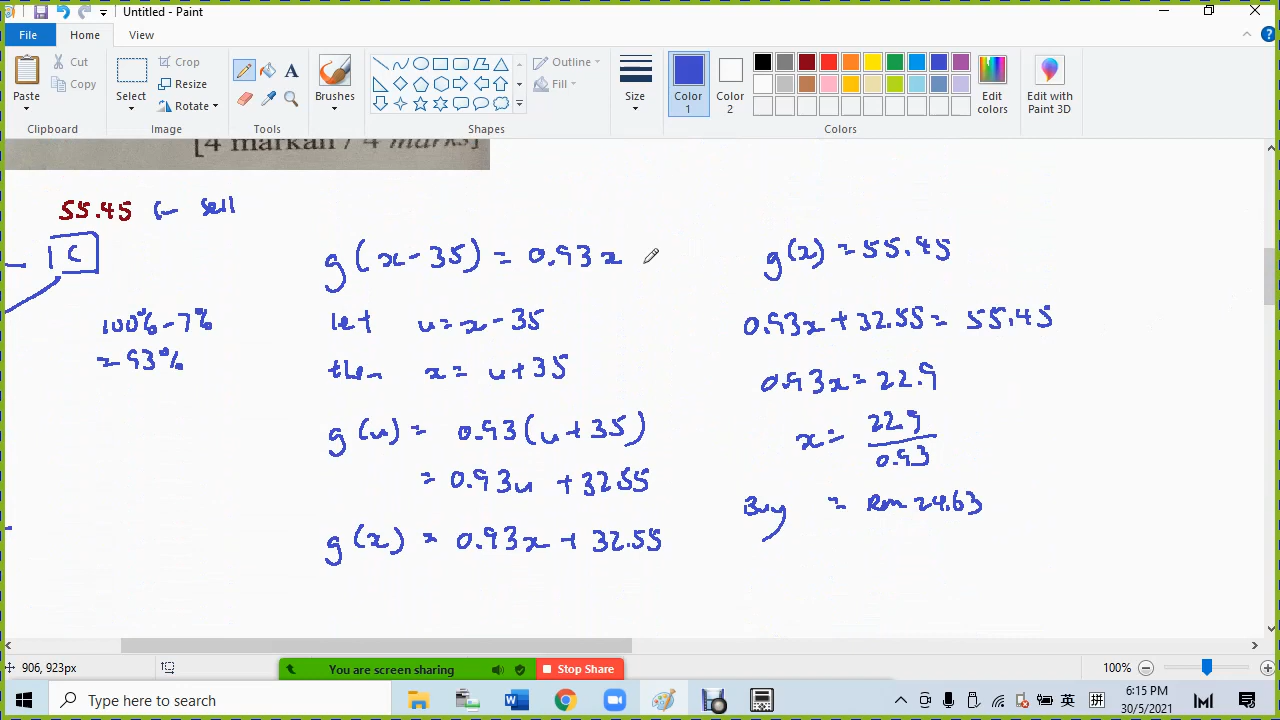 Untitled - Paint
File
Home
View
Paste
Cut
Copy
Clipboard
Select
Crop
Resize
Rotate
Image
A
Tools
Brushes
Outline
Fill
Shapes
Size
Color 1
Color 2
Edit colors
Edit with Paint 3D
Colors
[4 markah / 4 marks]
55.45 ← sell
C
100% - 7%
= 93%
g(x-35) = 0.93x
let u = x - 35
then x = u + 35
g(u) = 0.93(u+35)
= 0.93u + 32.55
g(x) = 0.93x + 32.55
g(x) = 55.45
0.93x + 32.55 = 55.45
0.93x = 22.9
x = 22.9/0.93
Buy = Rm 24.63
906, 923px
You are screen sharing
Stop Share
100%
Type here to search
英
拼
6:15 PM
30/5/2021